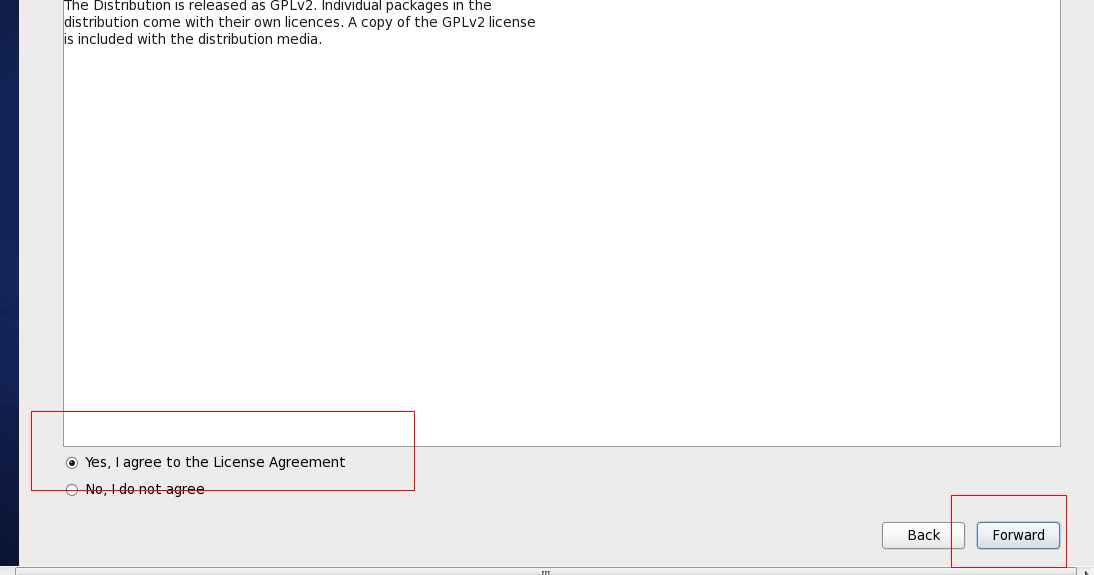 The Distribution is released as GPLv2. Individual packages in the
distribution come with their own licences. A copy of the GPLv2 license
is included with the distribution media.
Yes, I agree to the License Agreement
No, I do not agree
Back
Forward